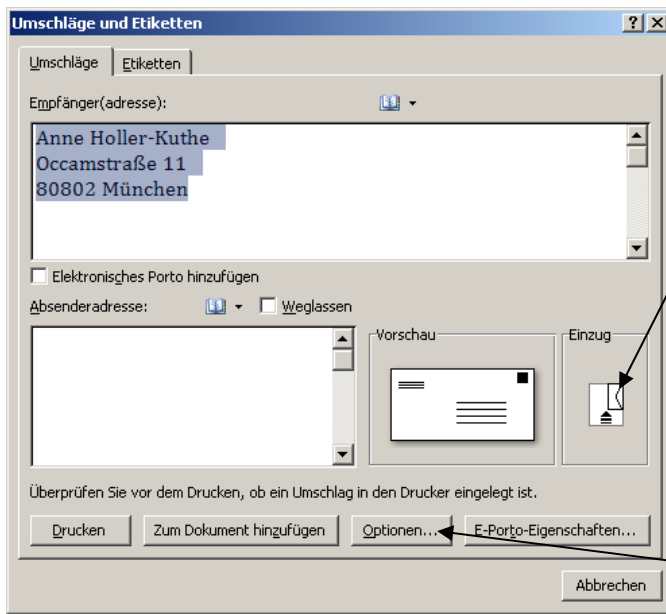 Umschläge und Etiketten
Umschläge Etiketten
Empfänger(adresse):
Anne Holler-Kuthe
Occamstraße 11
80802 München
Elektronisches Porto hinzufügen
Absenderadresse: Weglassen
Vorschau Einzug
Überprüfen Sie vor dem Drucken, ob ein Umschlag in den Drucker eingelegt ist.
Drucken Zum Dokument hinzufügen Optionen... E-Porto-Eigenschaften...
Abbrechen